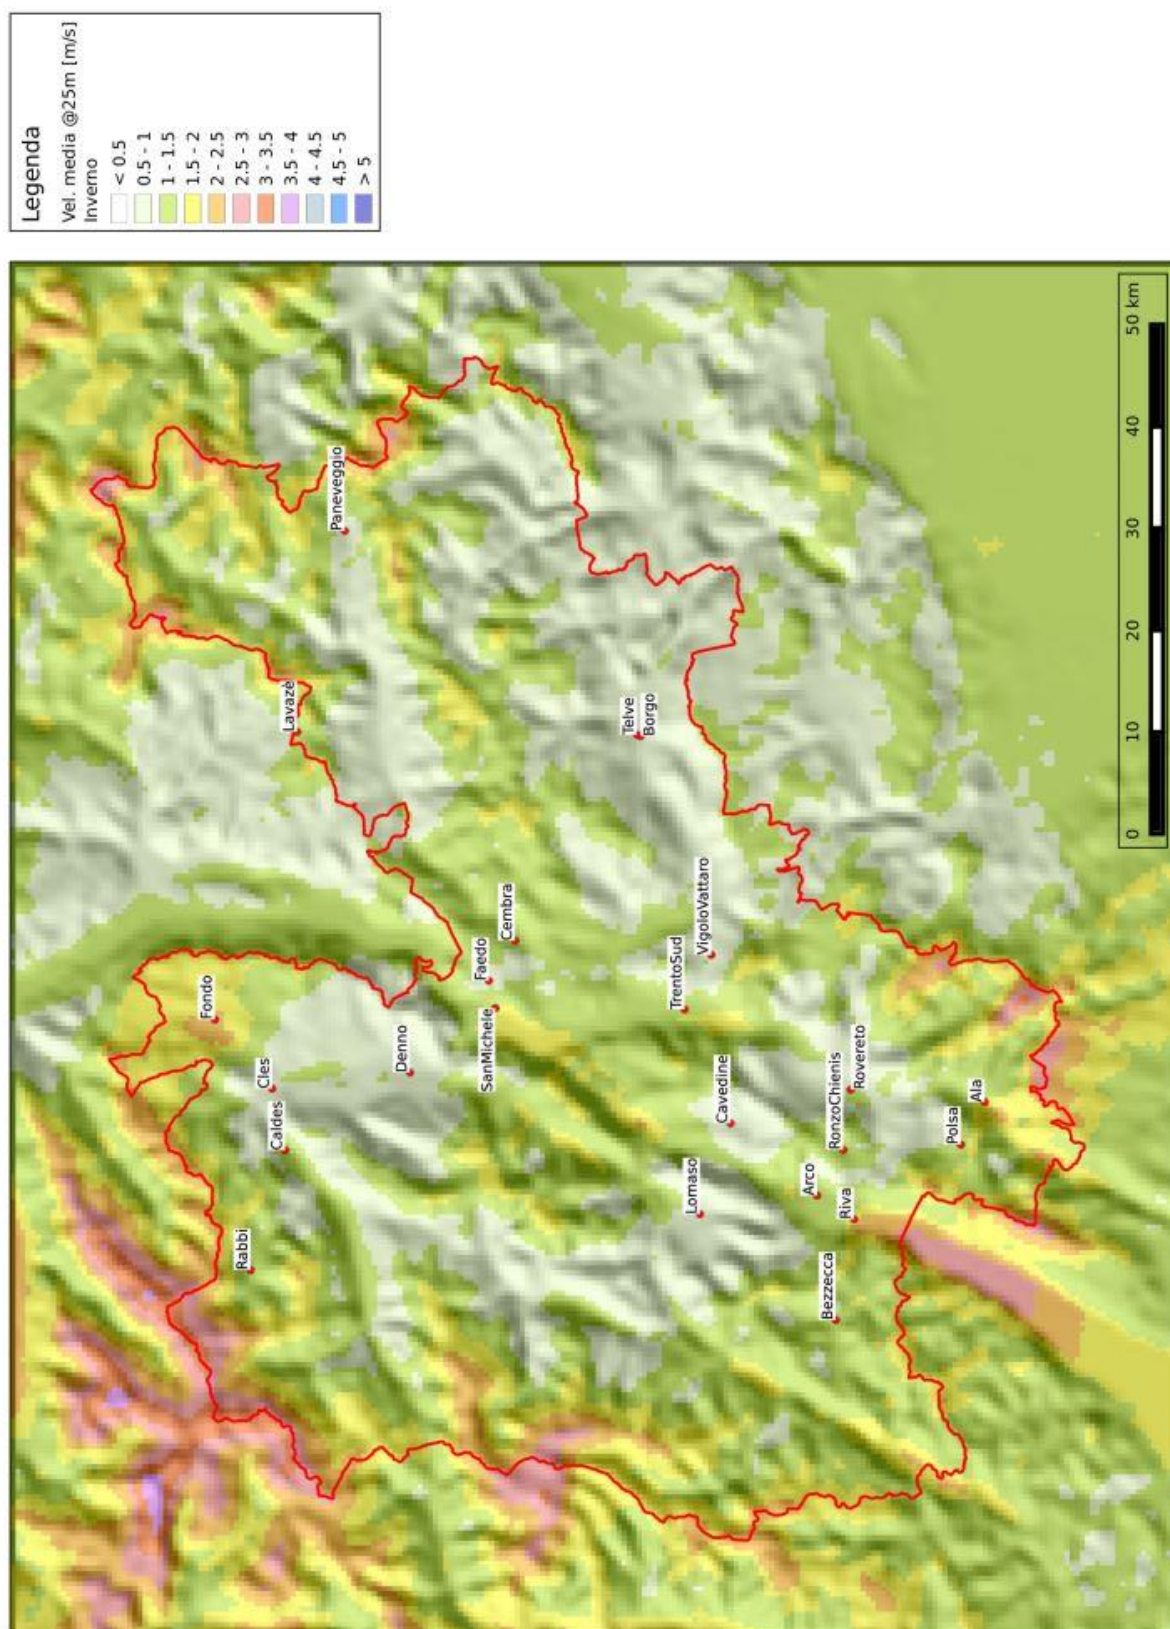 Legenda
Vel. media @25m [m/s]
Inverno
< 0.5
0.5 - 1
1 - 1.5
1.5 - 2
2 - 2.5
2.5 - 3
3 - 3.5
3.5 - 4
4 - 4.5
4.5 - 5
> 5
Rabbi
Caldes
Cles
Fondo
Denno
SanMichele
Faedo
Cembra
Lavazè
Paneveggio
Telve
Borgo
TrentoSud
VigoloVattaro
Cavedine
Lomaso
Arco
Riva
Bezzecca
RonzoChienis
Rovereto
Polsa
Ala
0 10 20 30 40 50 km